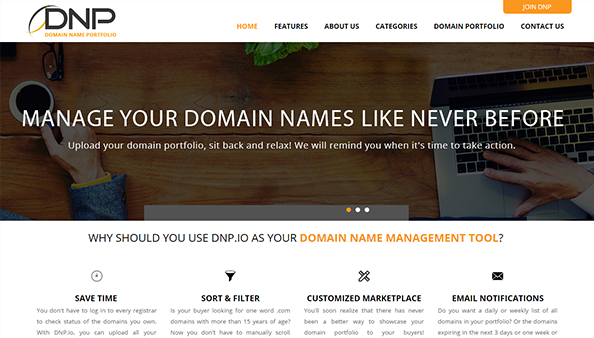 JOIN DNP
DNP
DOMAIN NAME PORTFOLIO
HOME FEATURES ABOUT US CATEGORIES DOMAIN PORTFOLIO CONTACT US
MANAGE YOUR DOMAIN NAMES LIKE NEVER BEFORE
Upload your domain portfolio, sit back and relax! We will remind you when it's time to take action.
WHY SHOULD YOU USE DNP.IO AS YOUR DOMAIN NAME MANAGEMENT TOOL?
SAVE TIME
You don't have to log in to every registrar
to check status of the domains you own.
With DNP.io, you can upload all your
SORT & FILTER
Is your buyer looking for one word .com
domains with more than 15 years of age?
Now you don't have to manually scroll
CUSTOMIZED MARKETPLACE
You'll soon realize that there has never
been a better way to showcase your
domain portfolio to your buyers!
EMAIL NOTIFICATIONS
Do you want a daily or weekly list of all
domains in your portfolio? Or the domains
expiring in the next 3 days or one week or